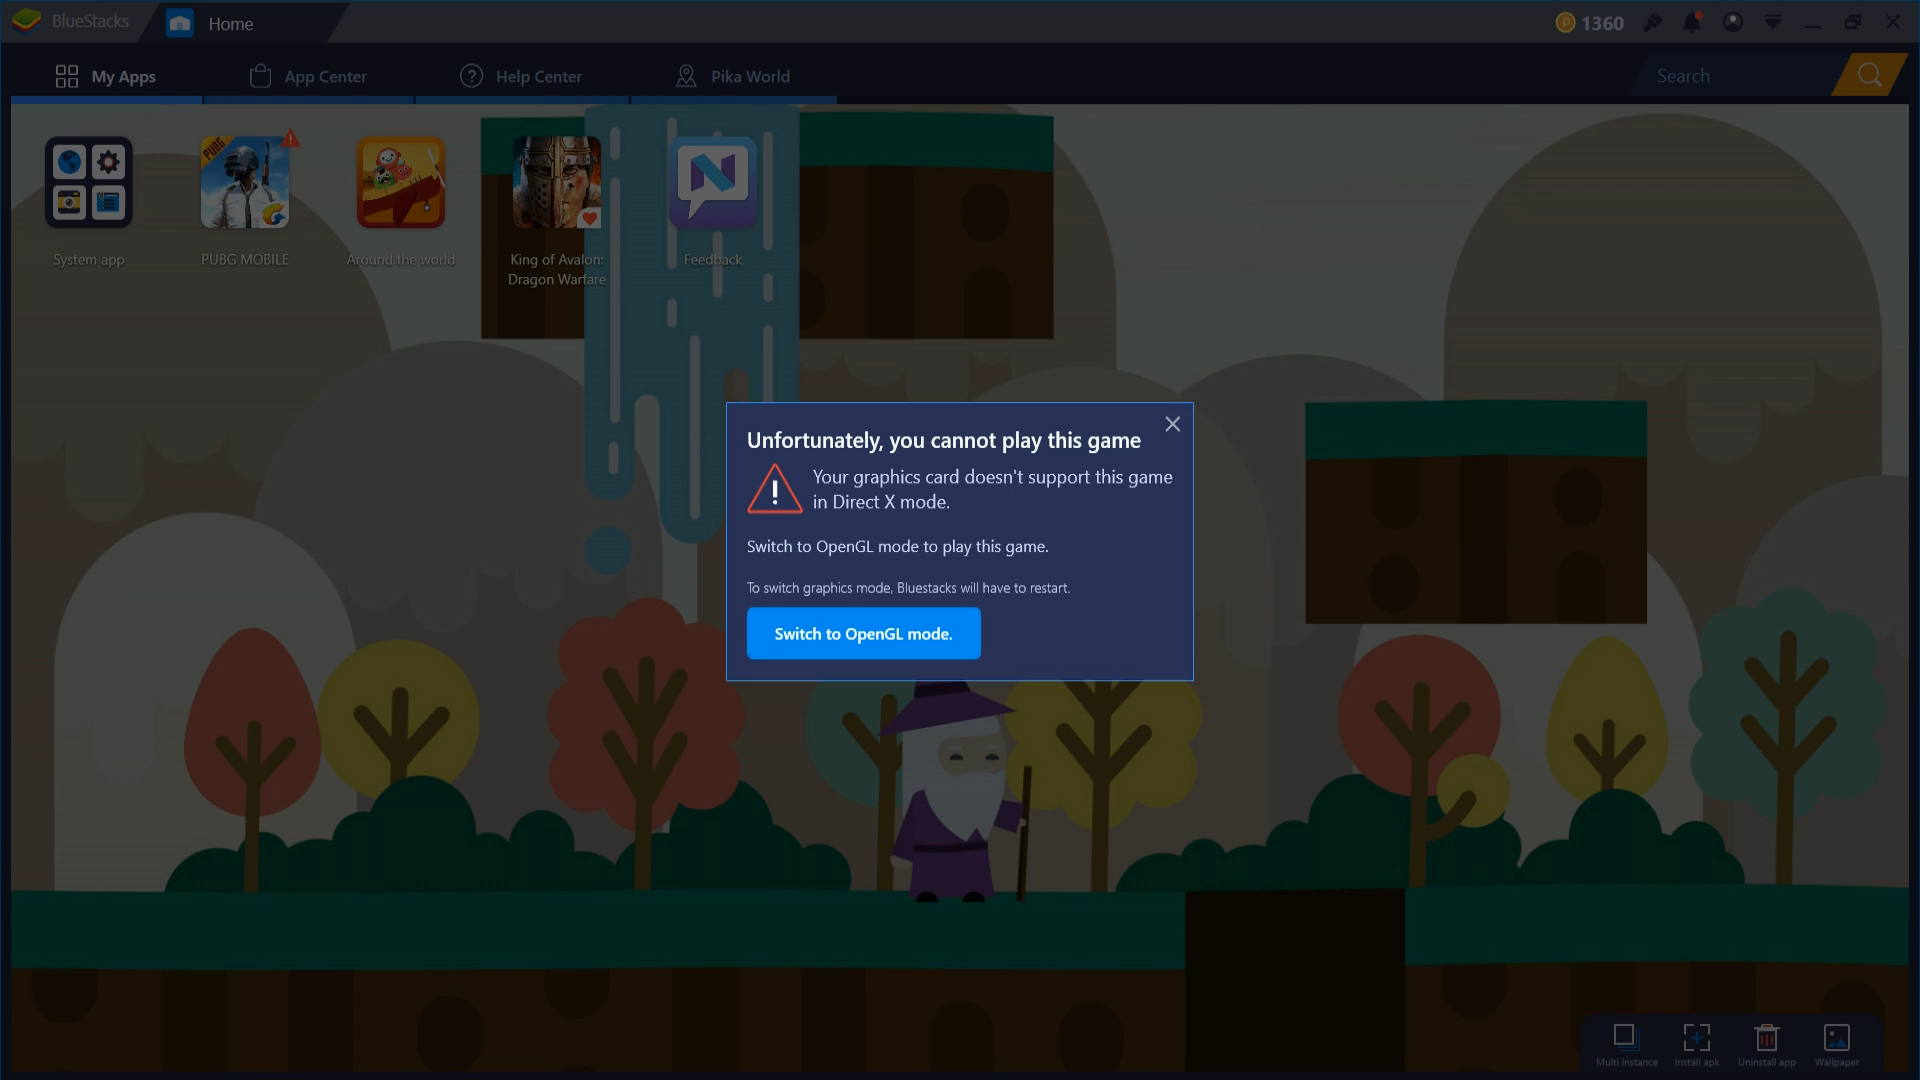 BlueStacks
Home
1360
My Apps
App Center
Help Center
Pika World
Search
PUBG
System app
PUBG MOBILE
Around the world
King of Avalon:
Dragon Warfare
Feedback
Unfortunately, you cannot play this game
Your graphics card doesn't support this game
in Direct X mode.
Switch to OpenGL mode to play this game.
To switch graphics mode, Bluestacks will have to restart.
Switch to OpenGL mode.
Multi instance
Install apk
Uninstall app
Wallpaper